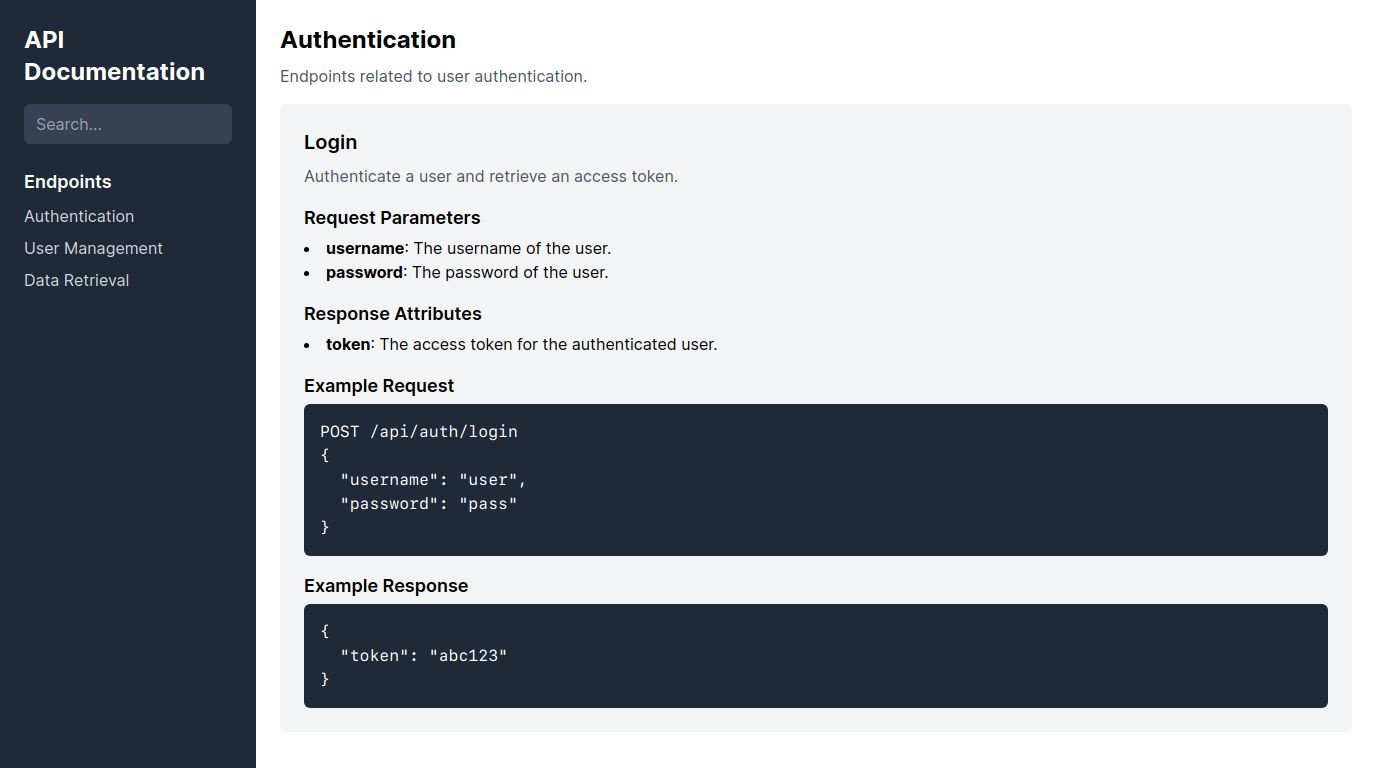 API
Documentation
Search...
Endpoints
Authentication
User Management
Data Retrieval
Authentication
Endpoints related to user authentication.
Login
Authenticate a user and retrieve an access token.
Request Parameters
• username: The username of the user.
• password: The password of the user.
Response Attributes
• token: The access token for the authenticated user.
Example Request
POST /api/auth/login
{
  "username": "user",
  "password": "pass"
}
Example Response
{
  "token": "abc123"
}